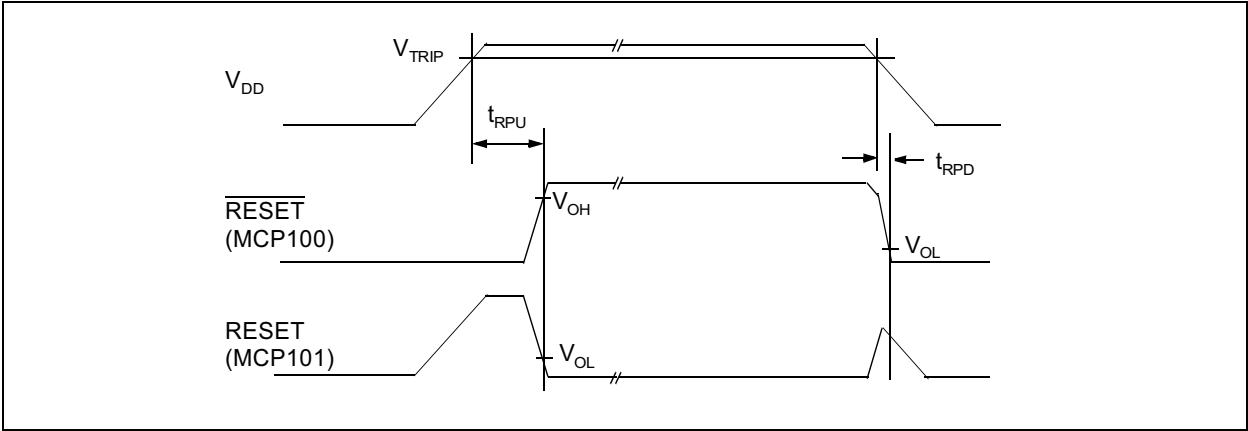 VTRIP
VDD
tRPU
tRPD
RESET
(MCP100)
VOH
VOL
RESET
(MCP101)
VOL